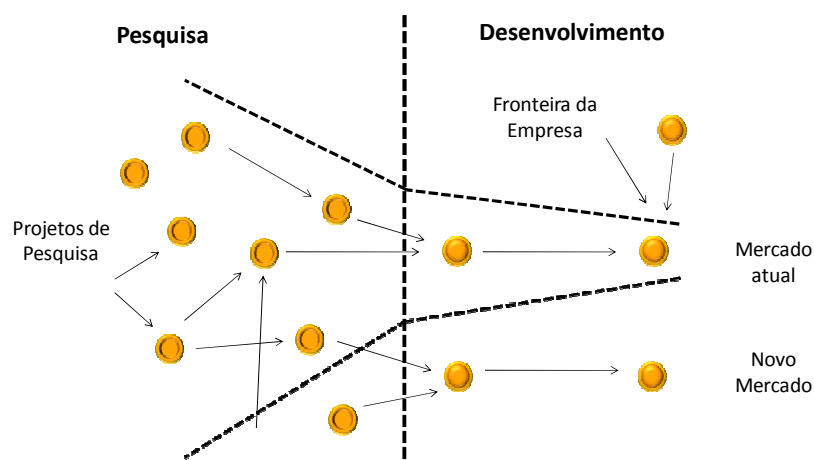 Pesquisa
Desenvolvimento
Fronteira da
Empresa
Projetos de
Pesquisa
Mercado
atual
Novo
Mercado